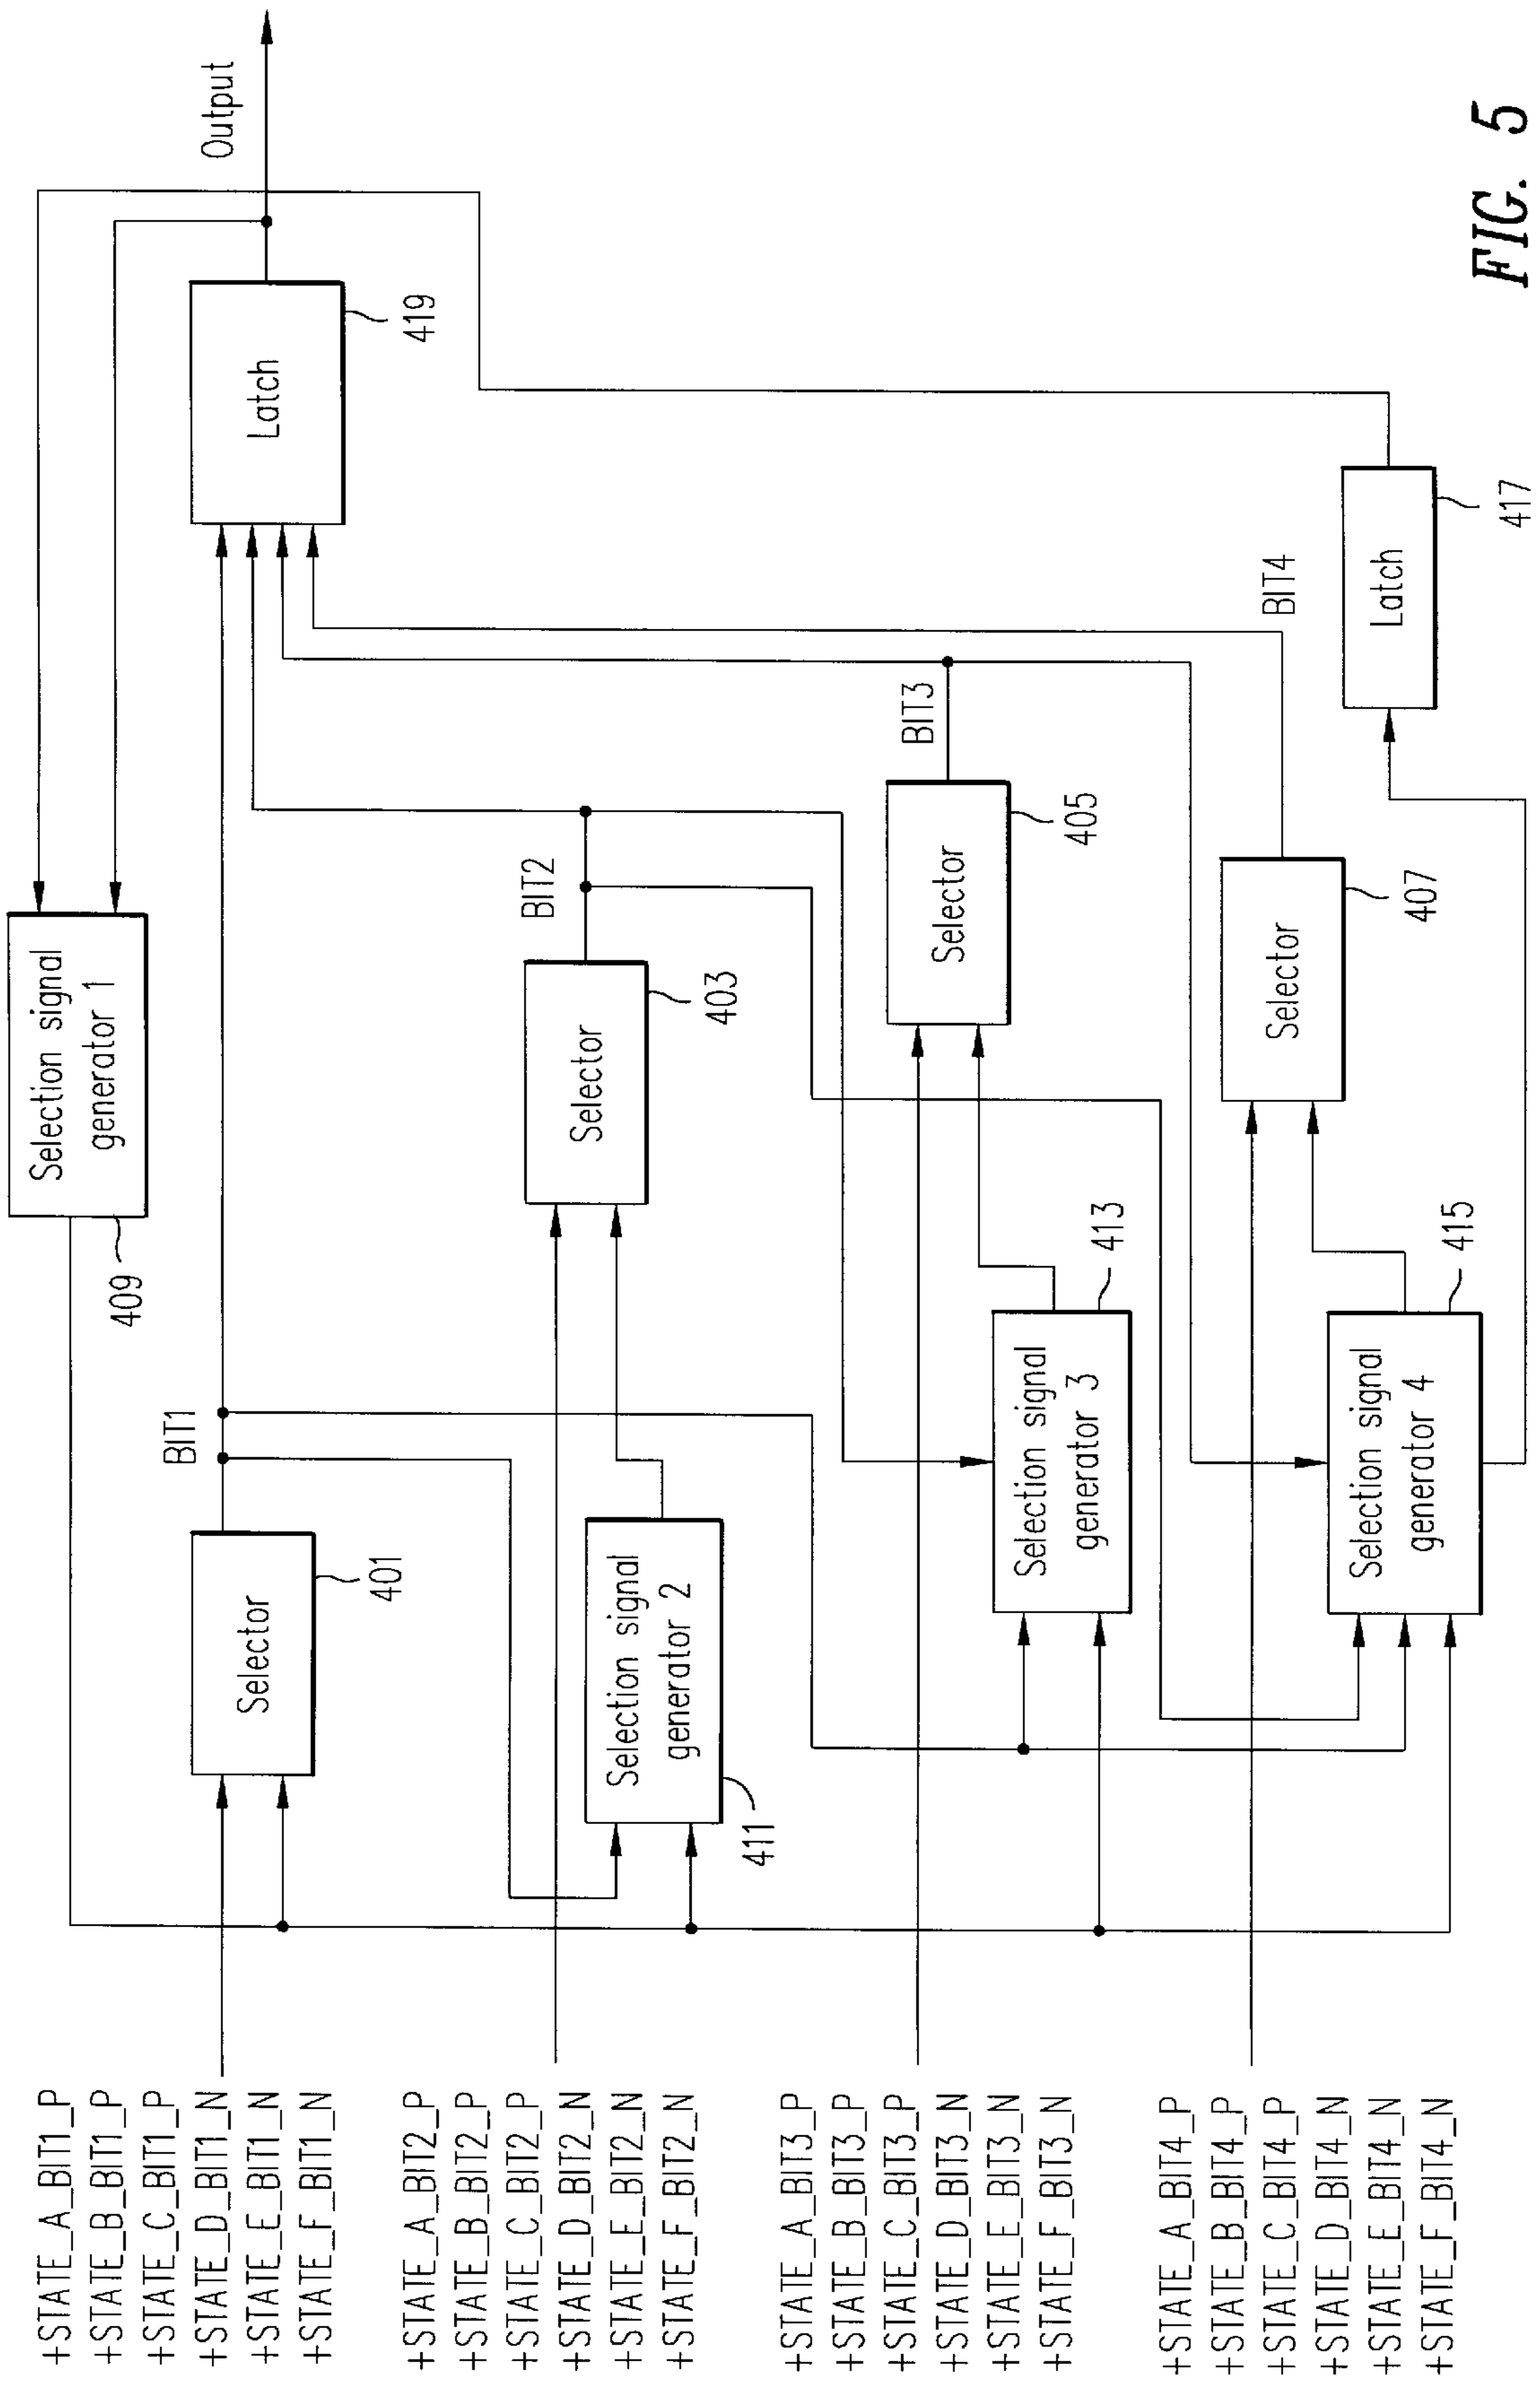 +STATE_A_BIT1_P
+STATE_B_BIT1_P
+STATE_C_BIT1_P
+STATE_D_BIT1_N
+STATE_E_BIT1_N
+STATE_F_BIT1_N
+STATE_A_BIT2_P
+STATE_B_BIT2_P
+STATE_C_BIT2_P
+STATE_D_BIT2_N
+STATE_E_BIT2_N
+STATE_F_BIT2_N
+STATE_A_BIT3_P
+STATE_B_BIT3_P
+STATE_C_BIT3_P
+STATE_D_BIT3_N
+STATE_E_BIT3_N
+STATE_F_BIT3_N
+STATE_A_BIT4_P
+STATE_B_BIT4_P
+STATE_C_BIT4_P
+STATE_D_BIT4_N
+STATE_E_BIT4_N
+STATE_F_BIT4_N
Selector
401
BIT1
Selection signal
generator 1
409
Selection signal
generator 2
411
Selector
403
BIT2
Selection signal
generator 3
413
Selector
405
BIT3
Selection signal
generator 4
415
Selector
407
BIT4
Latch
417
Latch
419
Output
FIG. 5